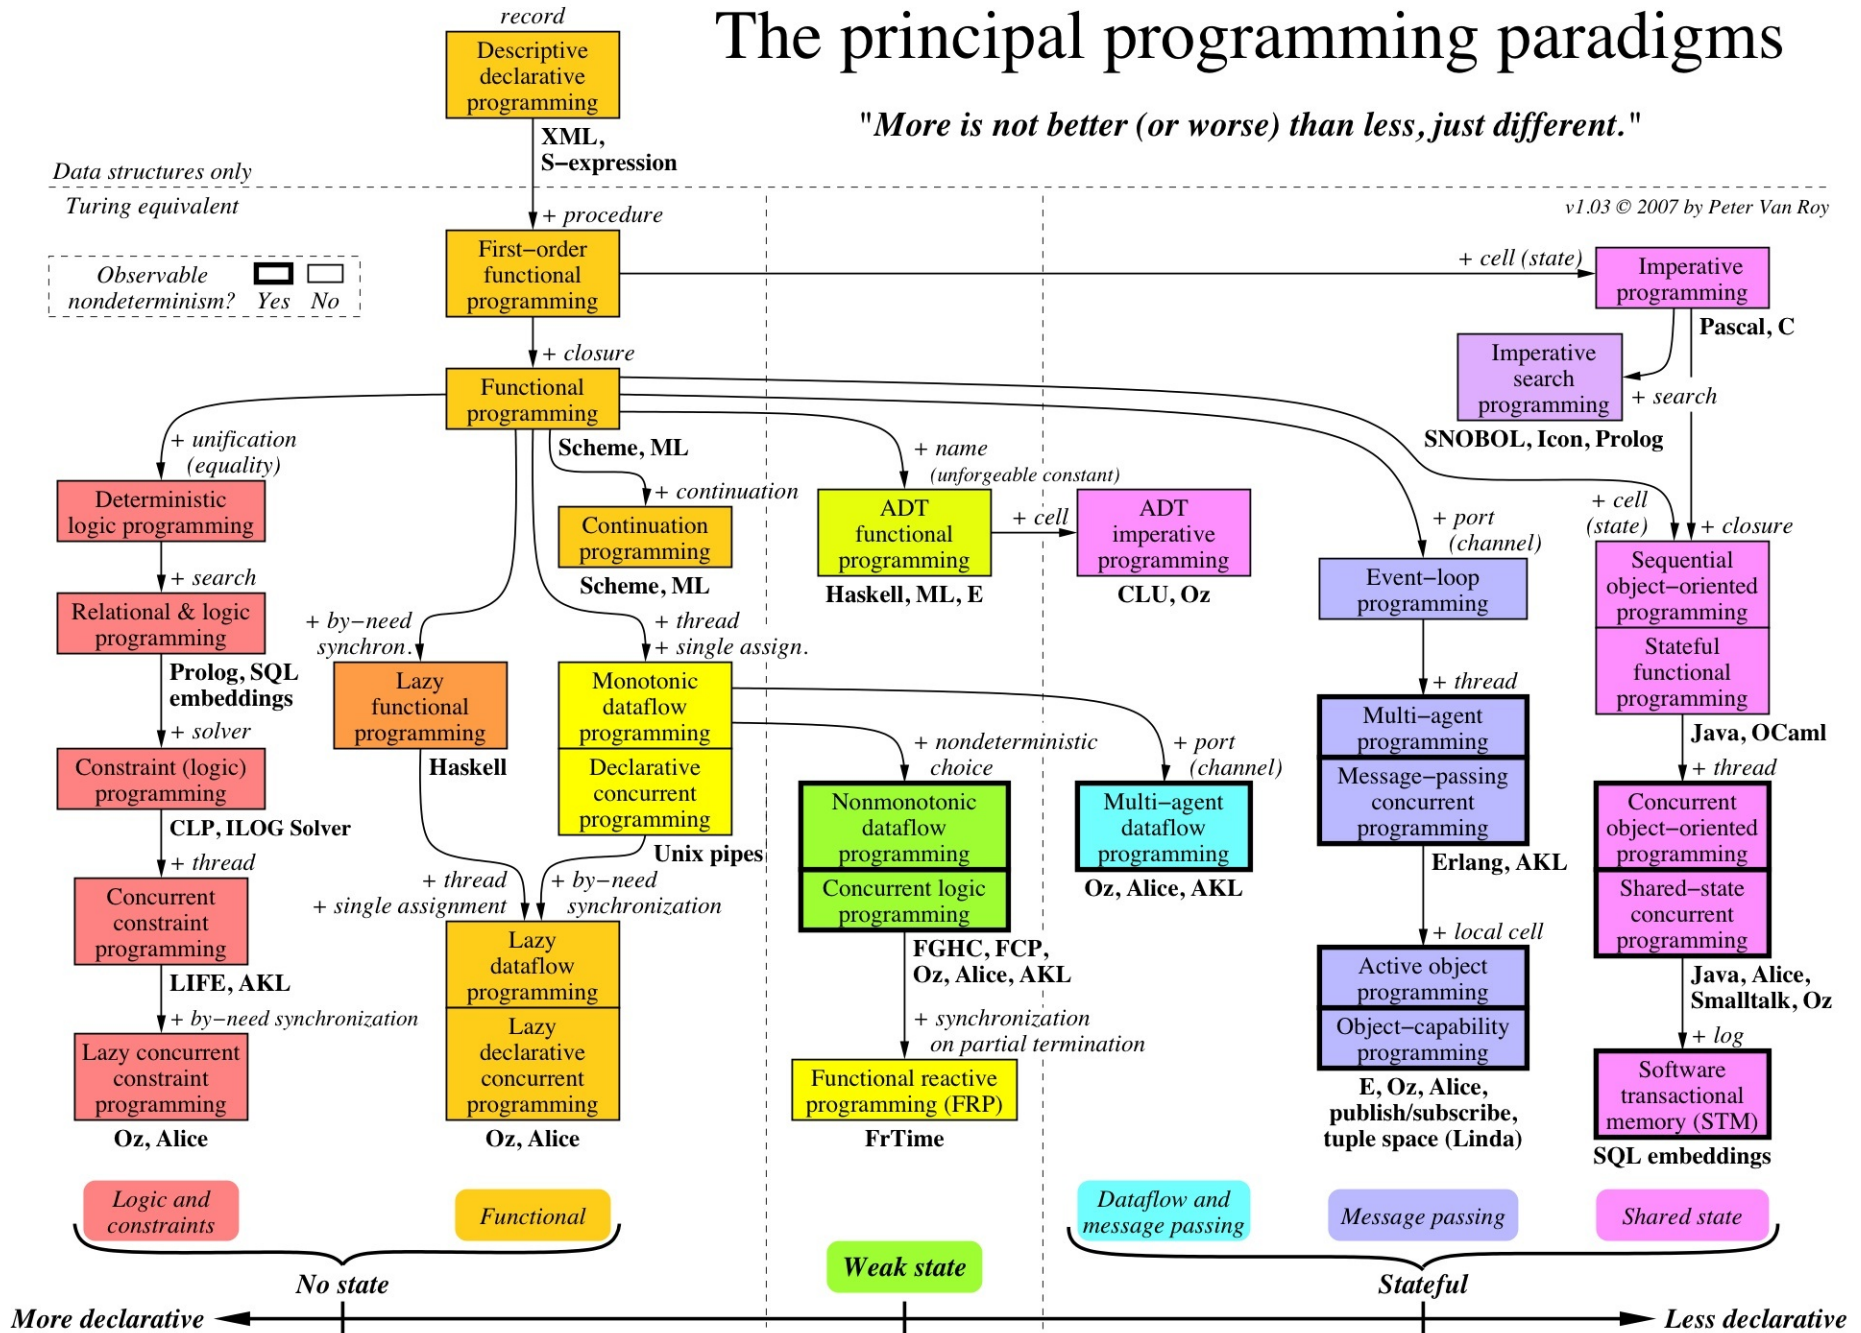 The principal programming paradigms
"More is not better (or worse) than less, just different."
record
Descriptive
declarative
programming
XML,
S−expression
Data structures only
Turing equivalent
v1.03 © 2007 by Peter Van Roy
+ procedure
Observable
nondeterminism?
Yes
No
First−order
functional
programming
+ cell (state)
Imperative
programming
Pascal, C
+ closure
Imperative
search
programming
+ search
SNOBOL, Icon, Prolog
Functional
programming
Scheme, ML
+ unification
(equality)
+ continuation
+ name
(unforgeable constant)
Deterministic
logic programming
Continuation
programming
Scheme, ML
ADT
functional
programming
Haskell, ML, E
+ cell
ADT
imperative
programming
CLU, Oz
+ port
(channel)
+ cell
(state)
+ closure
Event−loop
programming
Sequential
object−oriented
programming
Stateful
functional
programming
Java, OCaml
+ search
Relational & logic
programming
Prolog, SQL
embeddings
+ by−need
synchron.
+ thread
+ single assign.
Lazy
functional
programming
Haskell
Monotonic
dataflow
programming
Declarative
concurrent
programming
Unix pipes
+ thread
Multi−agent
programming
Message−passing
concurrent
programming
Erlang, AKL
+ solver
Constraint (logic)
programming
CLP, ILOG Solver
+ nondeterministic
choice
+ port
(channel)
+ thread
Nonmonotonic
dataflow
programming
Concurrent logic
programming
FGHC, FCP,
Oz, Alice, AKL
Multi−agent
dataflow
programming
Oz, Alice, AKL
Concurrent
object−oriented
programming
Shared−state
concurrent
programming
Java, Alice,
Smalltalk, Oz
+ thread
Concurrent
constraint
programming
LIFE, AKL
+ thread
+ single assignment
+ by−need
synchronization
Lazy
dataflow
programming
Lazy
declarative
concurrent
programming
Oz, Alice
+ local cell
Active object
programming
Object−capability
programming
E, Oz, Alice,
publish/subscribe,
tuple space (Linda)
+ by−need synchronization
Lazy concurrent
constraint
programming
Oz, Alice
+ synchronization
on partial termination
Functional reactive
programming (FRP)
FrTime
+ log
Software
transactional
memory (STM)
SQL embeddings
Logic and
constraints
Functional
Dataflow and
message passing
Message passing
Shared state
No state
Weak state
Stateful
More declarative
Less declarative